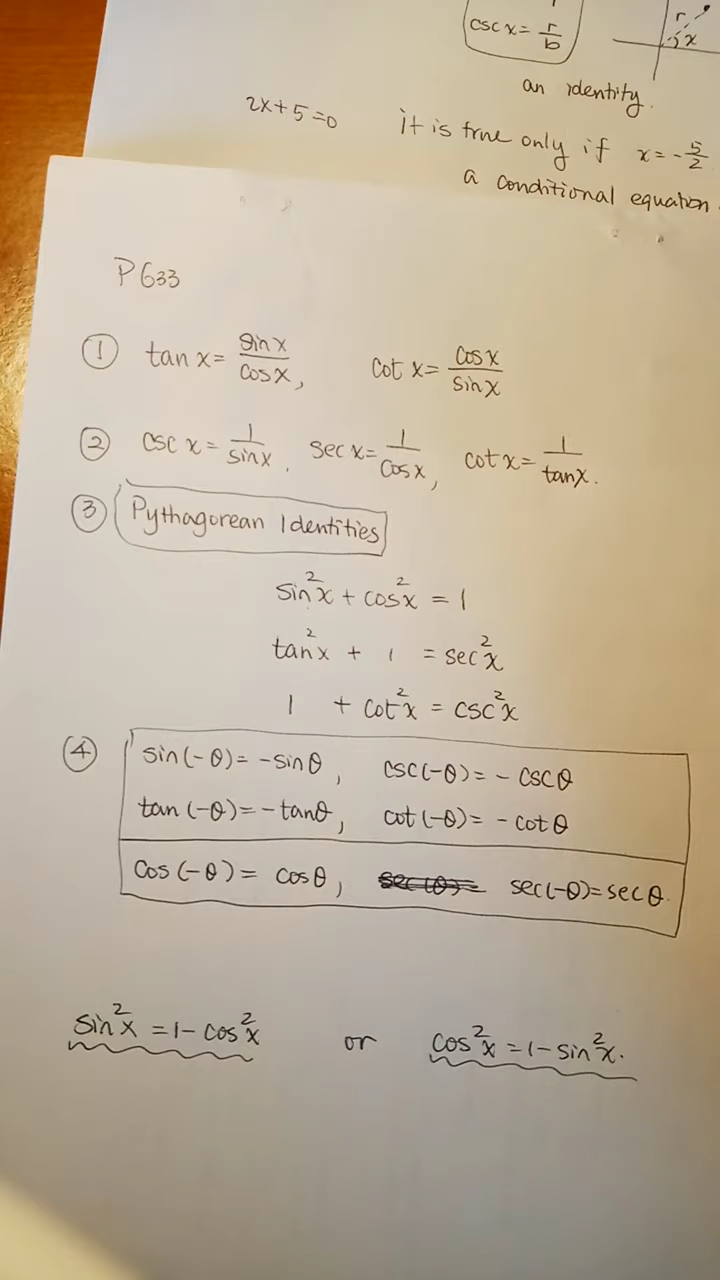 csc x = r/b
r
x
an identity.
2x+5=0 it is true only if x = -5/2
a conditional equation.
P633
① tan x = sin x/cos x, cot x = cos x/sin x
② csc x = 1/sin x, sec x = 1/cos x, cot x = 1/tan x.
③ Pythagorean Identities
sin²x + cos²x = 1
tan²x + 1 = sec²x
1 + cot²x = csc²x
④ sin(-θ) = -sinθ, csc(-θ) = -cscθ
tan(-θ) = -tanθ, cot(-θ) = -cotθ
cos(-θ) = cosθ, sec(-θ) = secθ.
sin²x = 1 - cos²x or cos²x = 1 - sin²x.